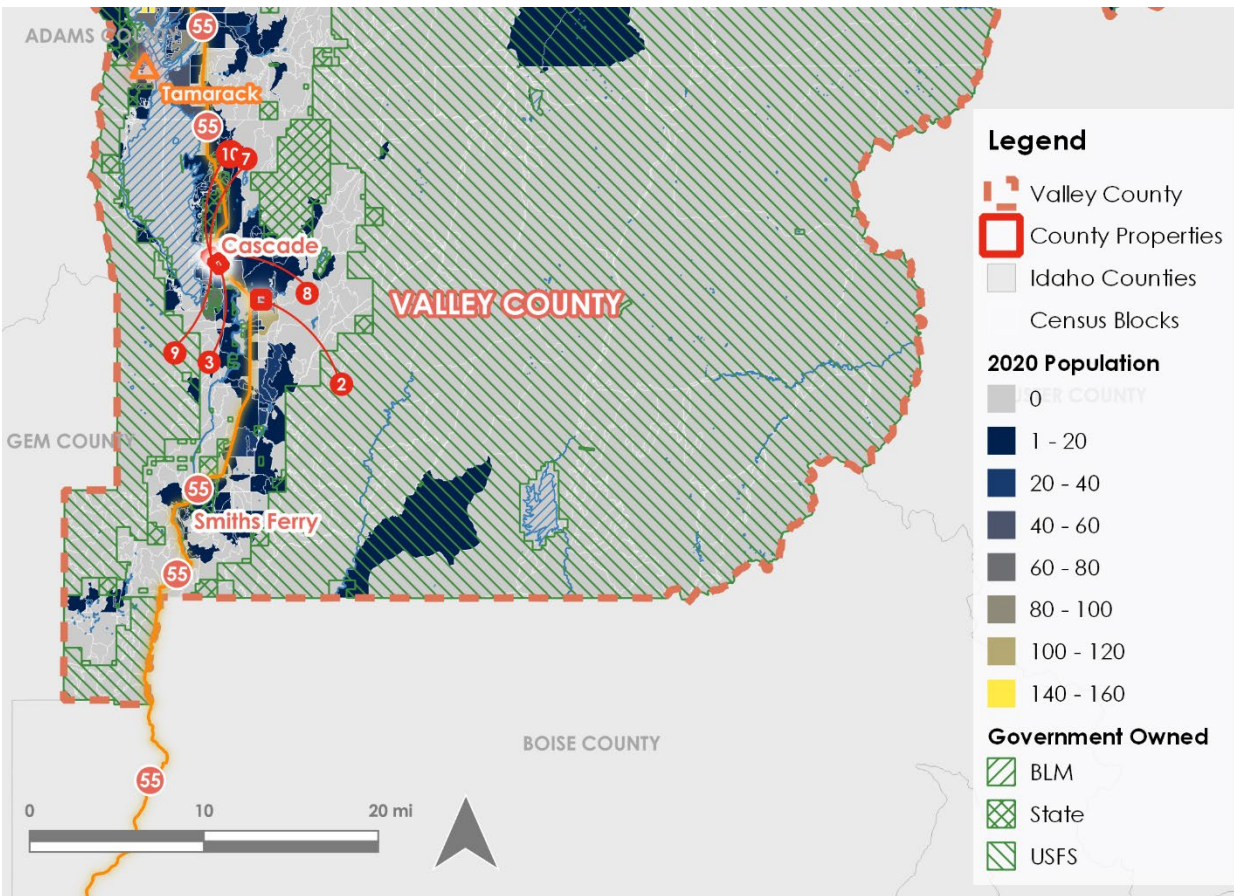 55
ADAMS COUNTY
Tamarack
55
10
7
Cascade
8
VALLEY COUNTY
9
3
2
GEM COUNTY
55
Smiths Ferry
55
BOISE COUNTY
55
0 10 20 mi
Legend
Valley County
County Properties
Idaho Counties
Census Blocks
2020 Population
0
1 - 20
20 - 40
40 - 60
60 - 80
80 - 100
100 - 120
140 - 160
Government Owned
BLM
State
USFS